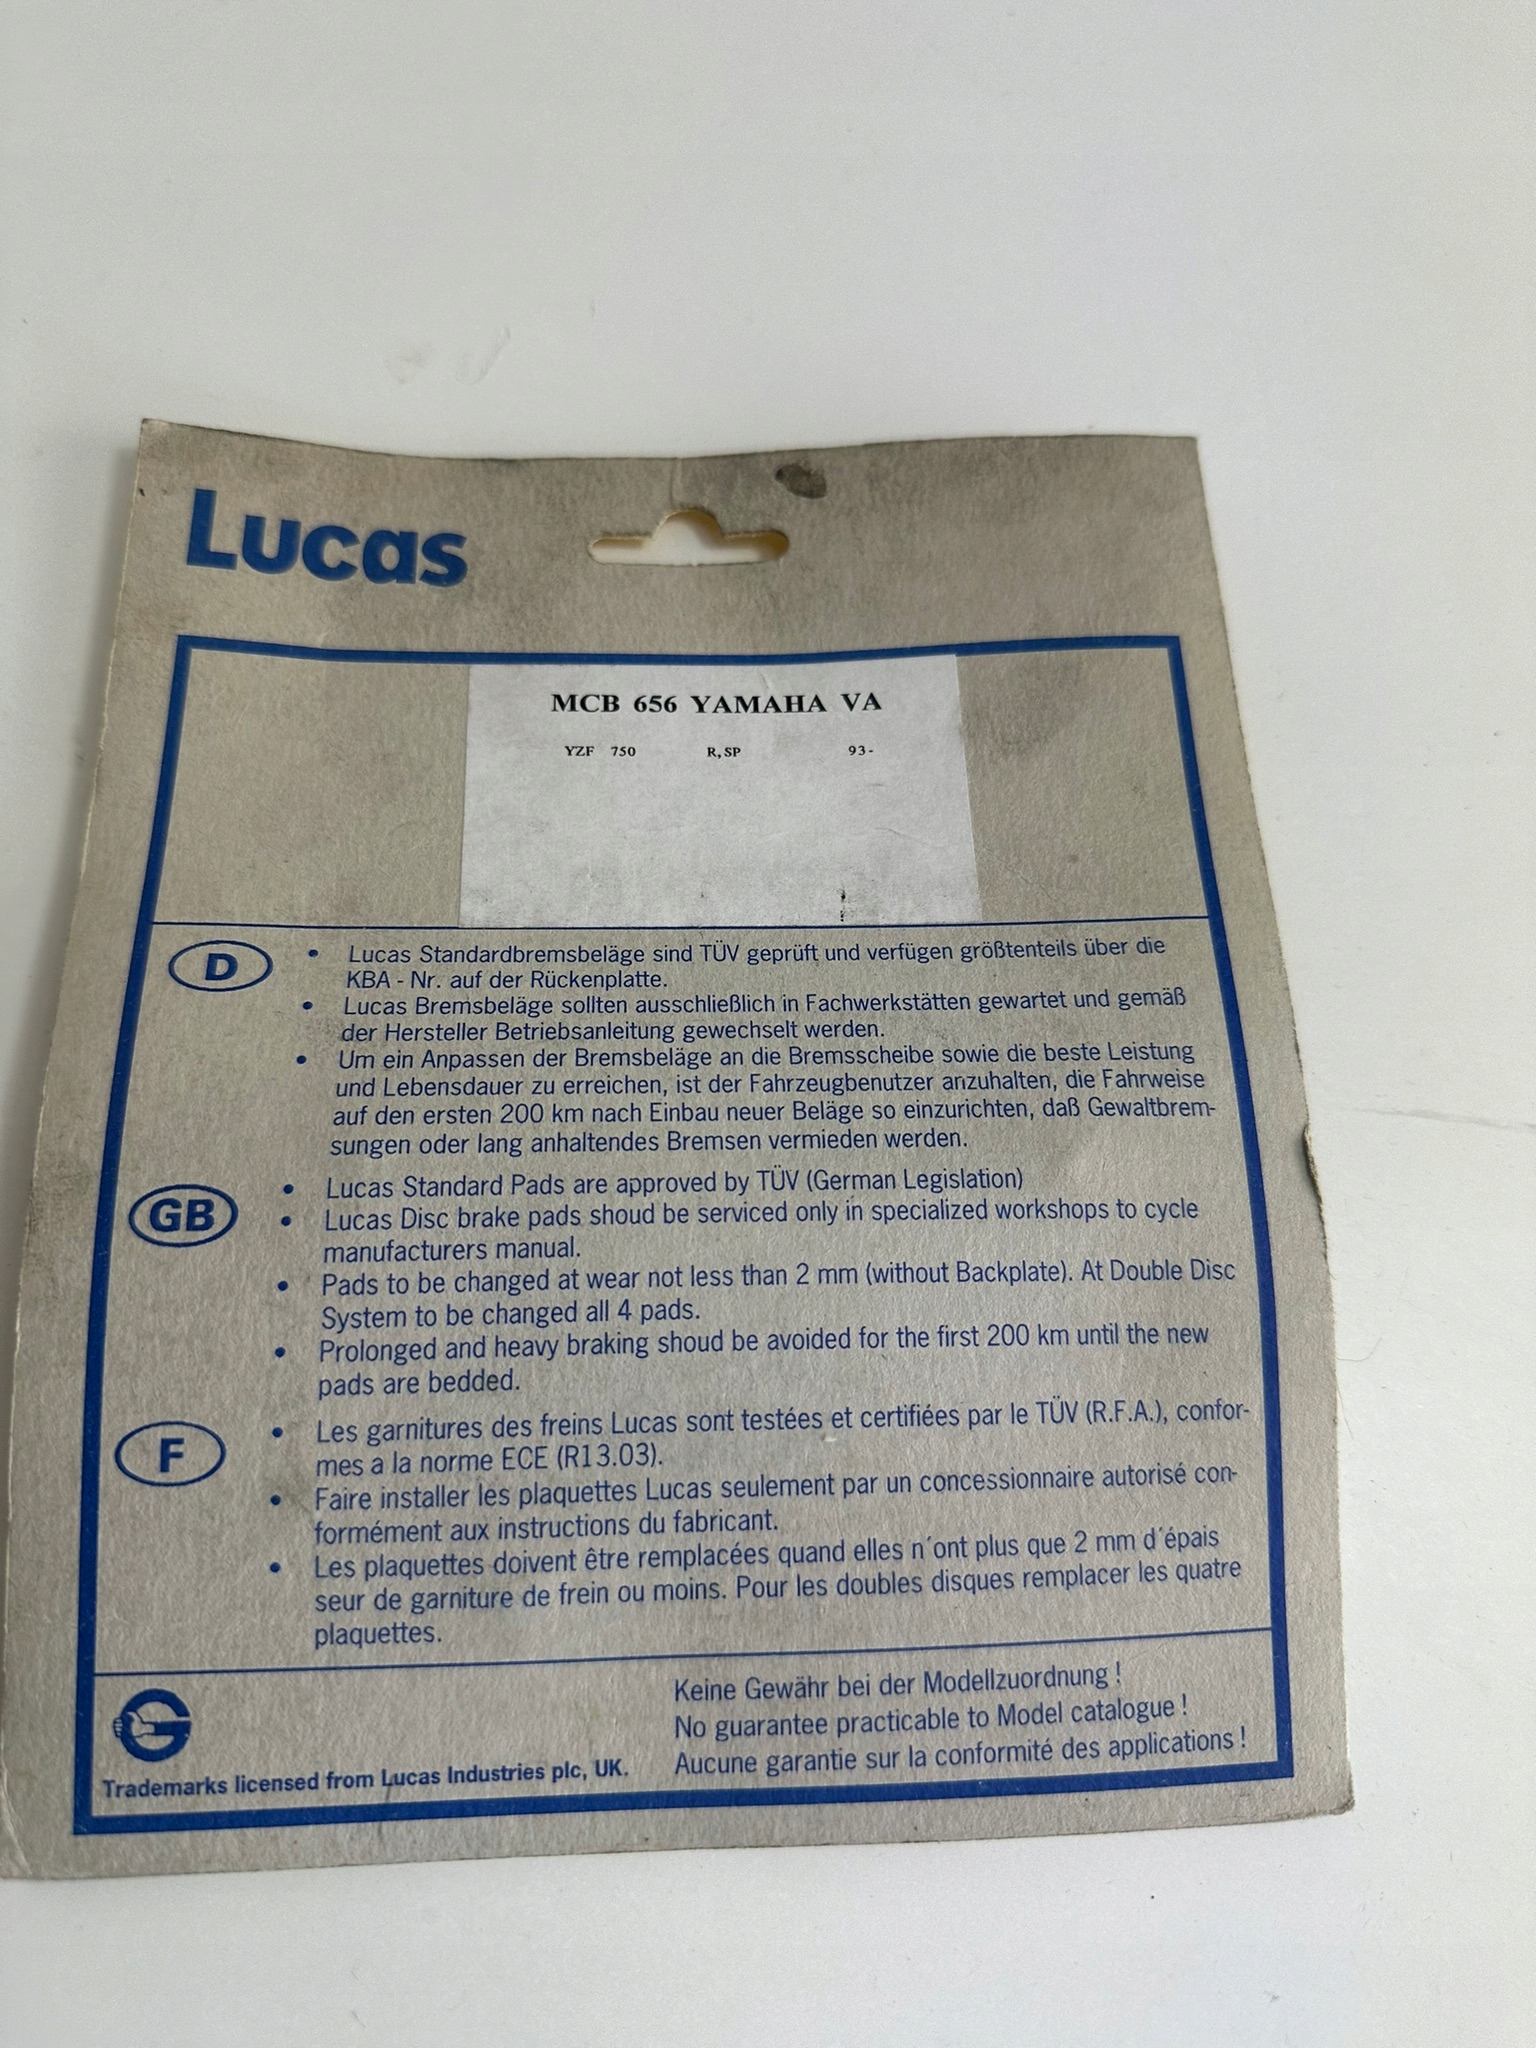 Lucas
MCB 656 YAMAHA VA
YZF 750 R,SP 93-
D
• Lucas Standardbremsbeläge sind TÜV geprüft und verfügen größtenteils über die
KBA - Nr. auf der Rückenplatte.
• Lucas Bremsbeläge sollten ausschließlich in Fachwerkstätten gewartet und gemäß
der Hersteller Betriebsanleitung gewechselt werden.
• Um ein Anpassen der Bremsbeläge an die Bremsscheibe sowie die beste Leistung
und Lebensdauer zu erreichen, ist der Fahrzeugbenutzer anzuhalten, die Fahrweise
auf den ersten 200 km nach Einbau neuer Beläge so einzurichten, daß Gewaltbrem-
sungen oder lang anhaltendes Bremsen vermieden werden.
GB
• Lucas Standard Pads are approved by TÜV (German Legislation)
• Lucas Disc brake pads shoud be serviced only in specialized workshops to cycle
manufacturers manual.
• Pads to be changed at wear not less than 2 mm (without Backplate). At Double Disc
System to be changed all 4 pads.
• Prolonged and heavy braking shoud be avoided for the first 200 km until the new
pads are bedded.
F
• Les garnitures des freins Lucas sont testées et certifiées par le TÜV (R.F.A.), confor-
mes a la norme ECE (R13.03).
• Faire installer les plaquettes Lucas seulement par un concessionnaire autorisé con-
formément aux instructions du fabricant.
• Les plaquettes doivent être remplacées quand elles n´ont plus que 2 mm d´épais
seur de garniture de frein ou moins. Pour les doubles disques remplacer les quatre
plaquettes.
Keine Gewähr bei der Modellzuordnung !
No guarantee practicable to Model catalogue !
Aucune garantie sur la conformité des applications !
Trademarks licensed from Lucas Industries plc, UK.